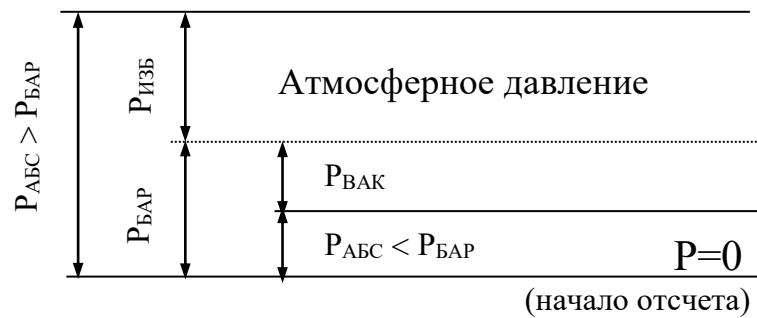 P_АБС > P_БАР
P_ИЗБ
P_БАР
Атмосферное давление
P_ВАК
P_АБС < P_БАР
P=0
(начало отсчета)